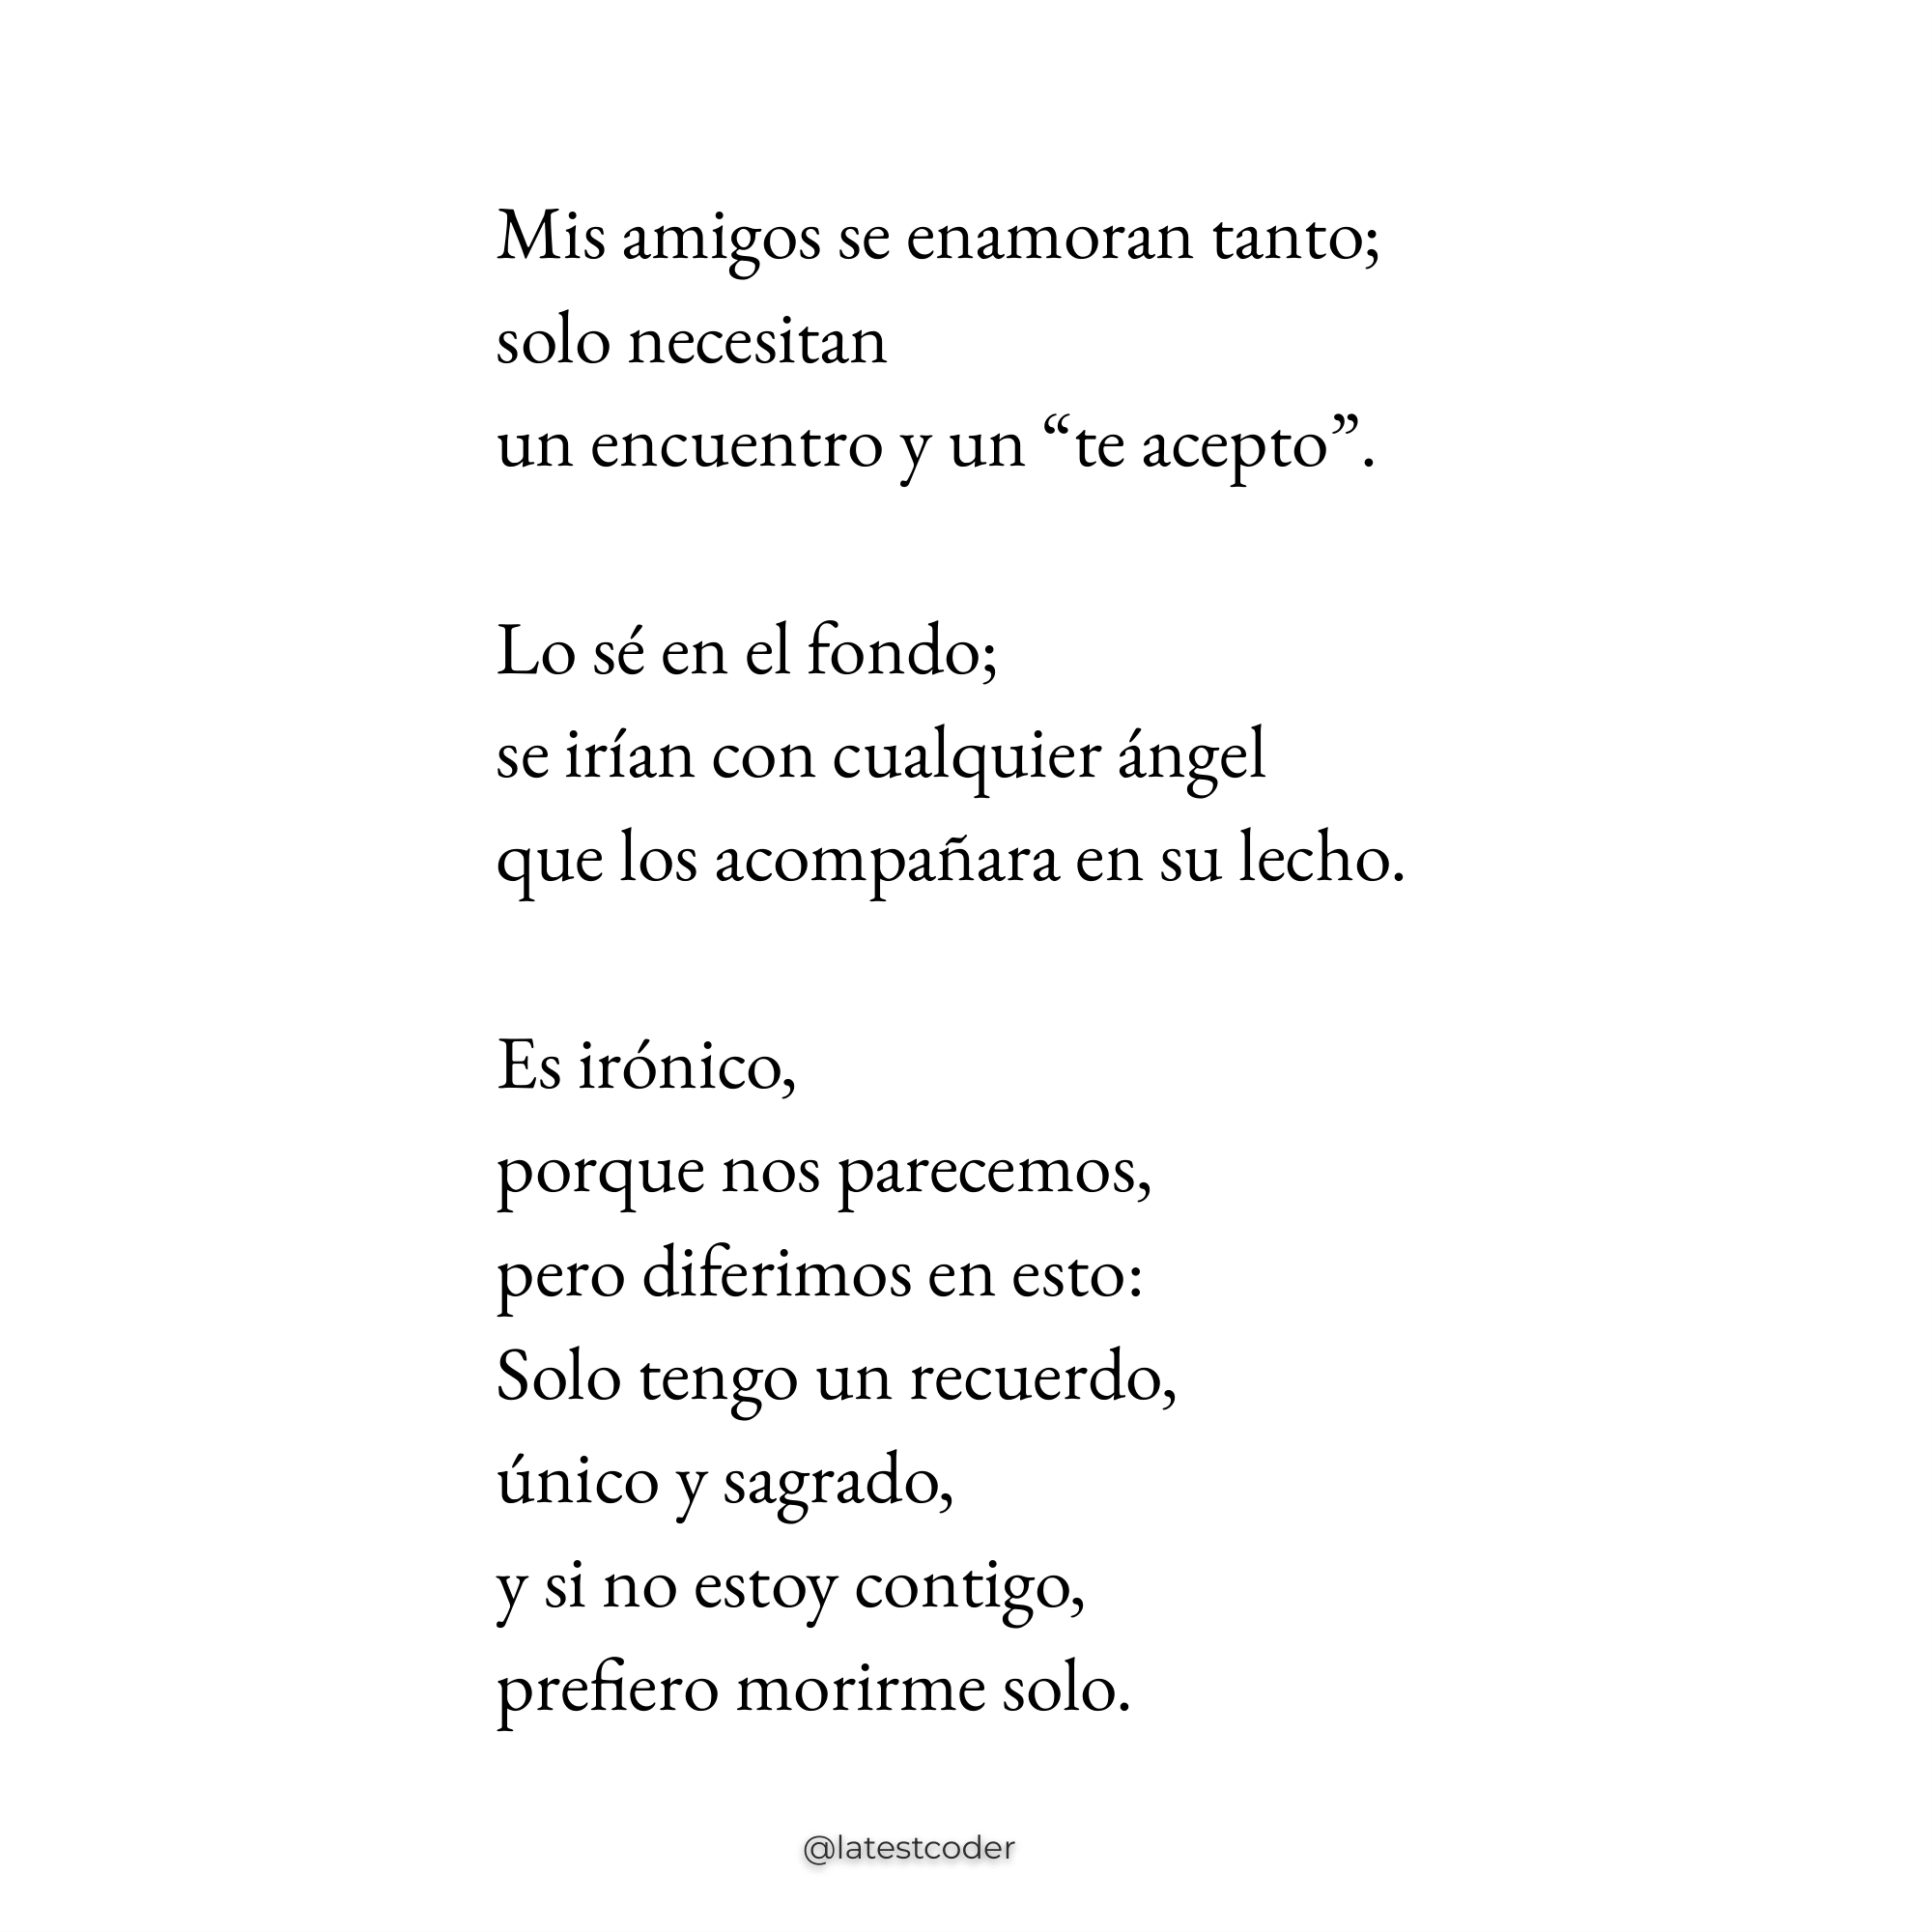 Mis amigos se enamoran tanto;
solo necesitan
un encuentro y un “te acepto”.
Lo sé en el fondo;
se irían con cualquier ángel
que los acompañara en su lecho.
Es irónico,
porque nos parecemos,
pero diferimos en esto:
Solo tengo un recuerdo,
único y sagrado,
y si no estoy contigo,
prefiero morirme solo.
@latestcoder